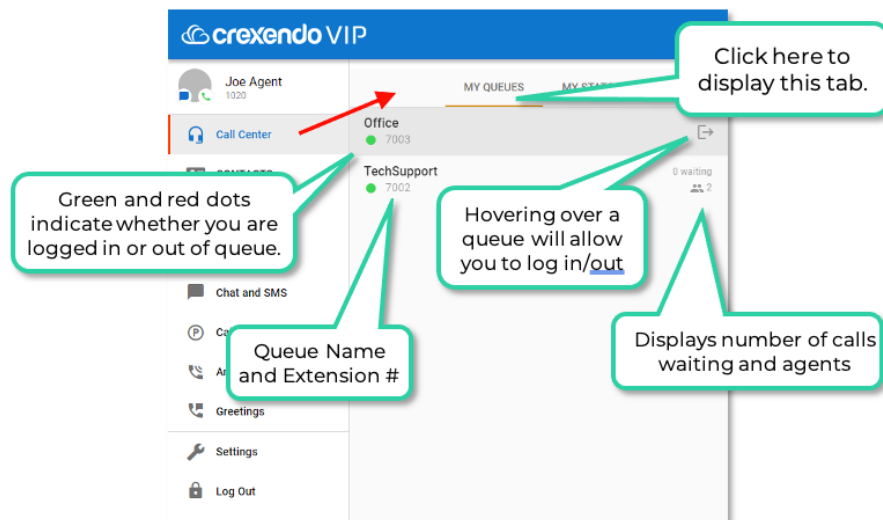 crexendo VIP
Click here to
display this tab.
Joe Agent
1020
MY QUEUES
Call Center
Office
7003
TechSupport
7002
0 waiting
2
Green and red dots
indicate whether you are
logged in or out of queue.
Hovering over a
queue will allow
you to log in/out
Chat and SMS
Queue Name
and Extension #
Displays number of calls
waiting and agents
Greetings
Settings
Log Out